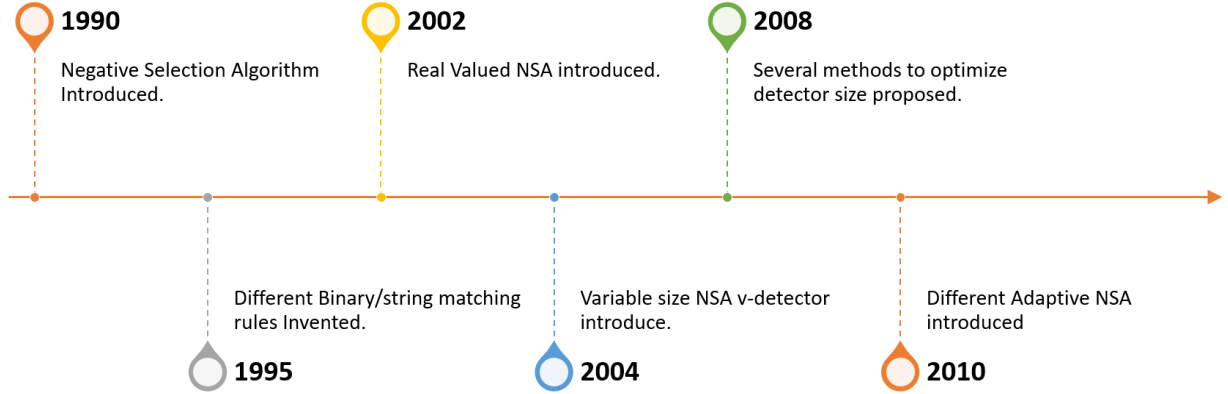 1990
Negative Selection Algorithm
Introduced.
2002
Real Valued NSA introduced.
2008
Several methods to optimize
detector size proposed.
Different Binary/string matching
rules Invented.
1995
Variable size NSA v-detector
introduce.
2004
Different Adaptive NSA
introduced
2010